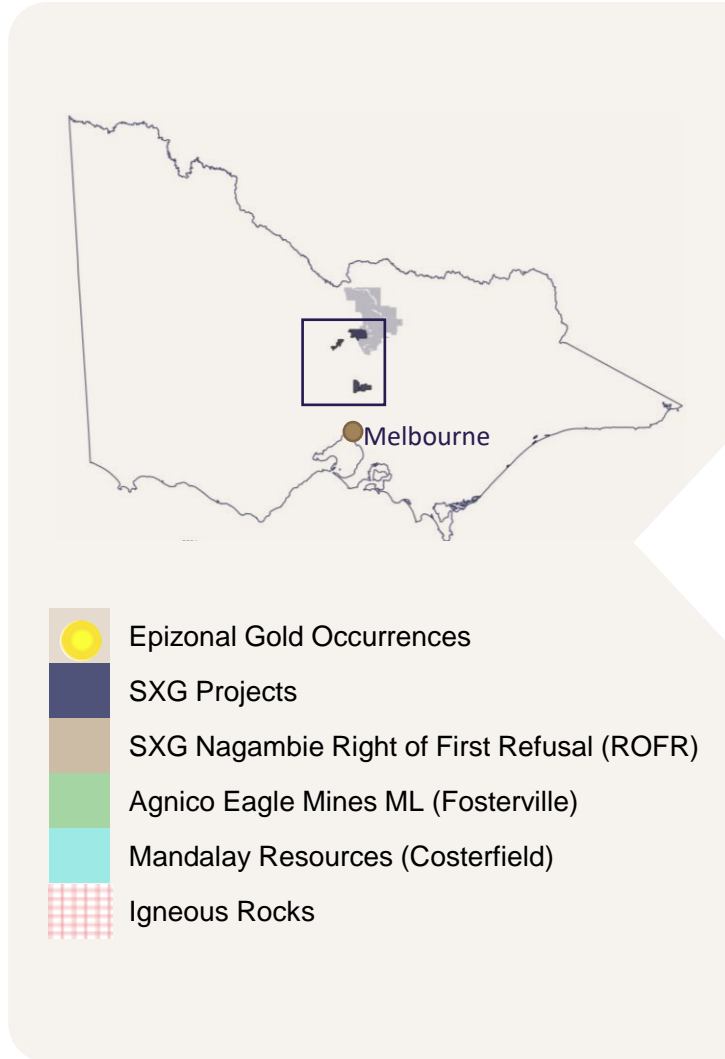 Melbourne
Epizonal Gold Occurrences
SXG Projects
SXG Nagambie Right of First Refusal (ROFR)
Agnico Eagle Mines ML (Fosterville)
Mandalay Resources (Costerfield)
Igneous Rocks